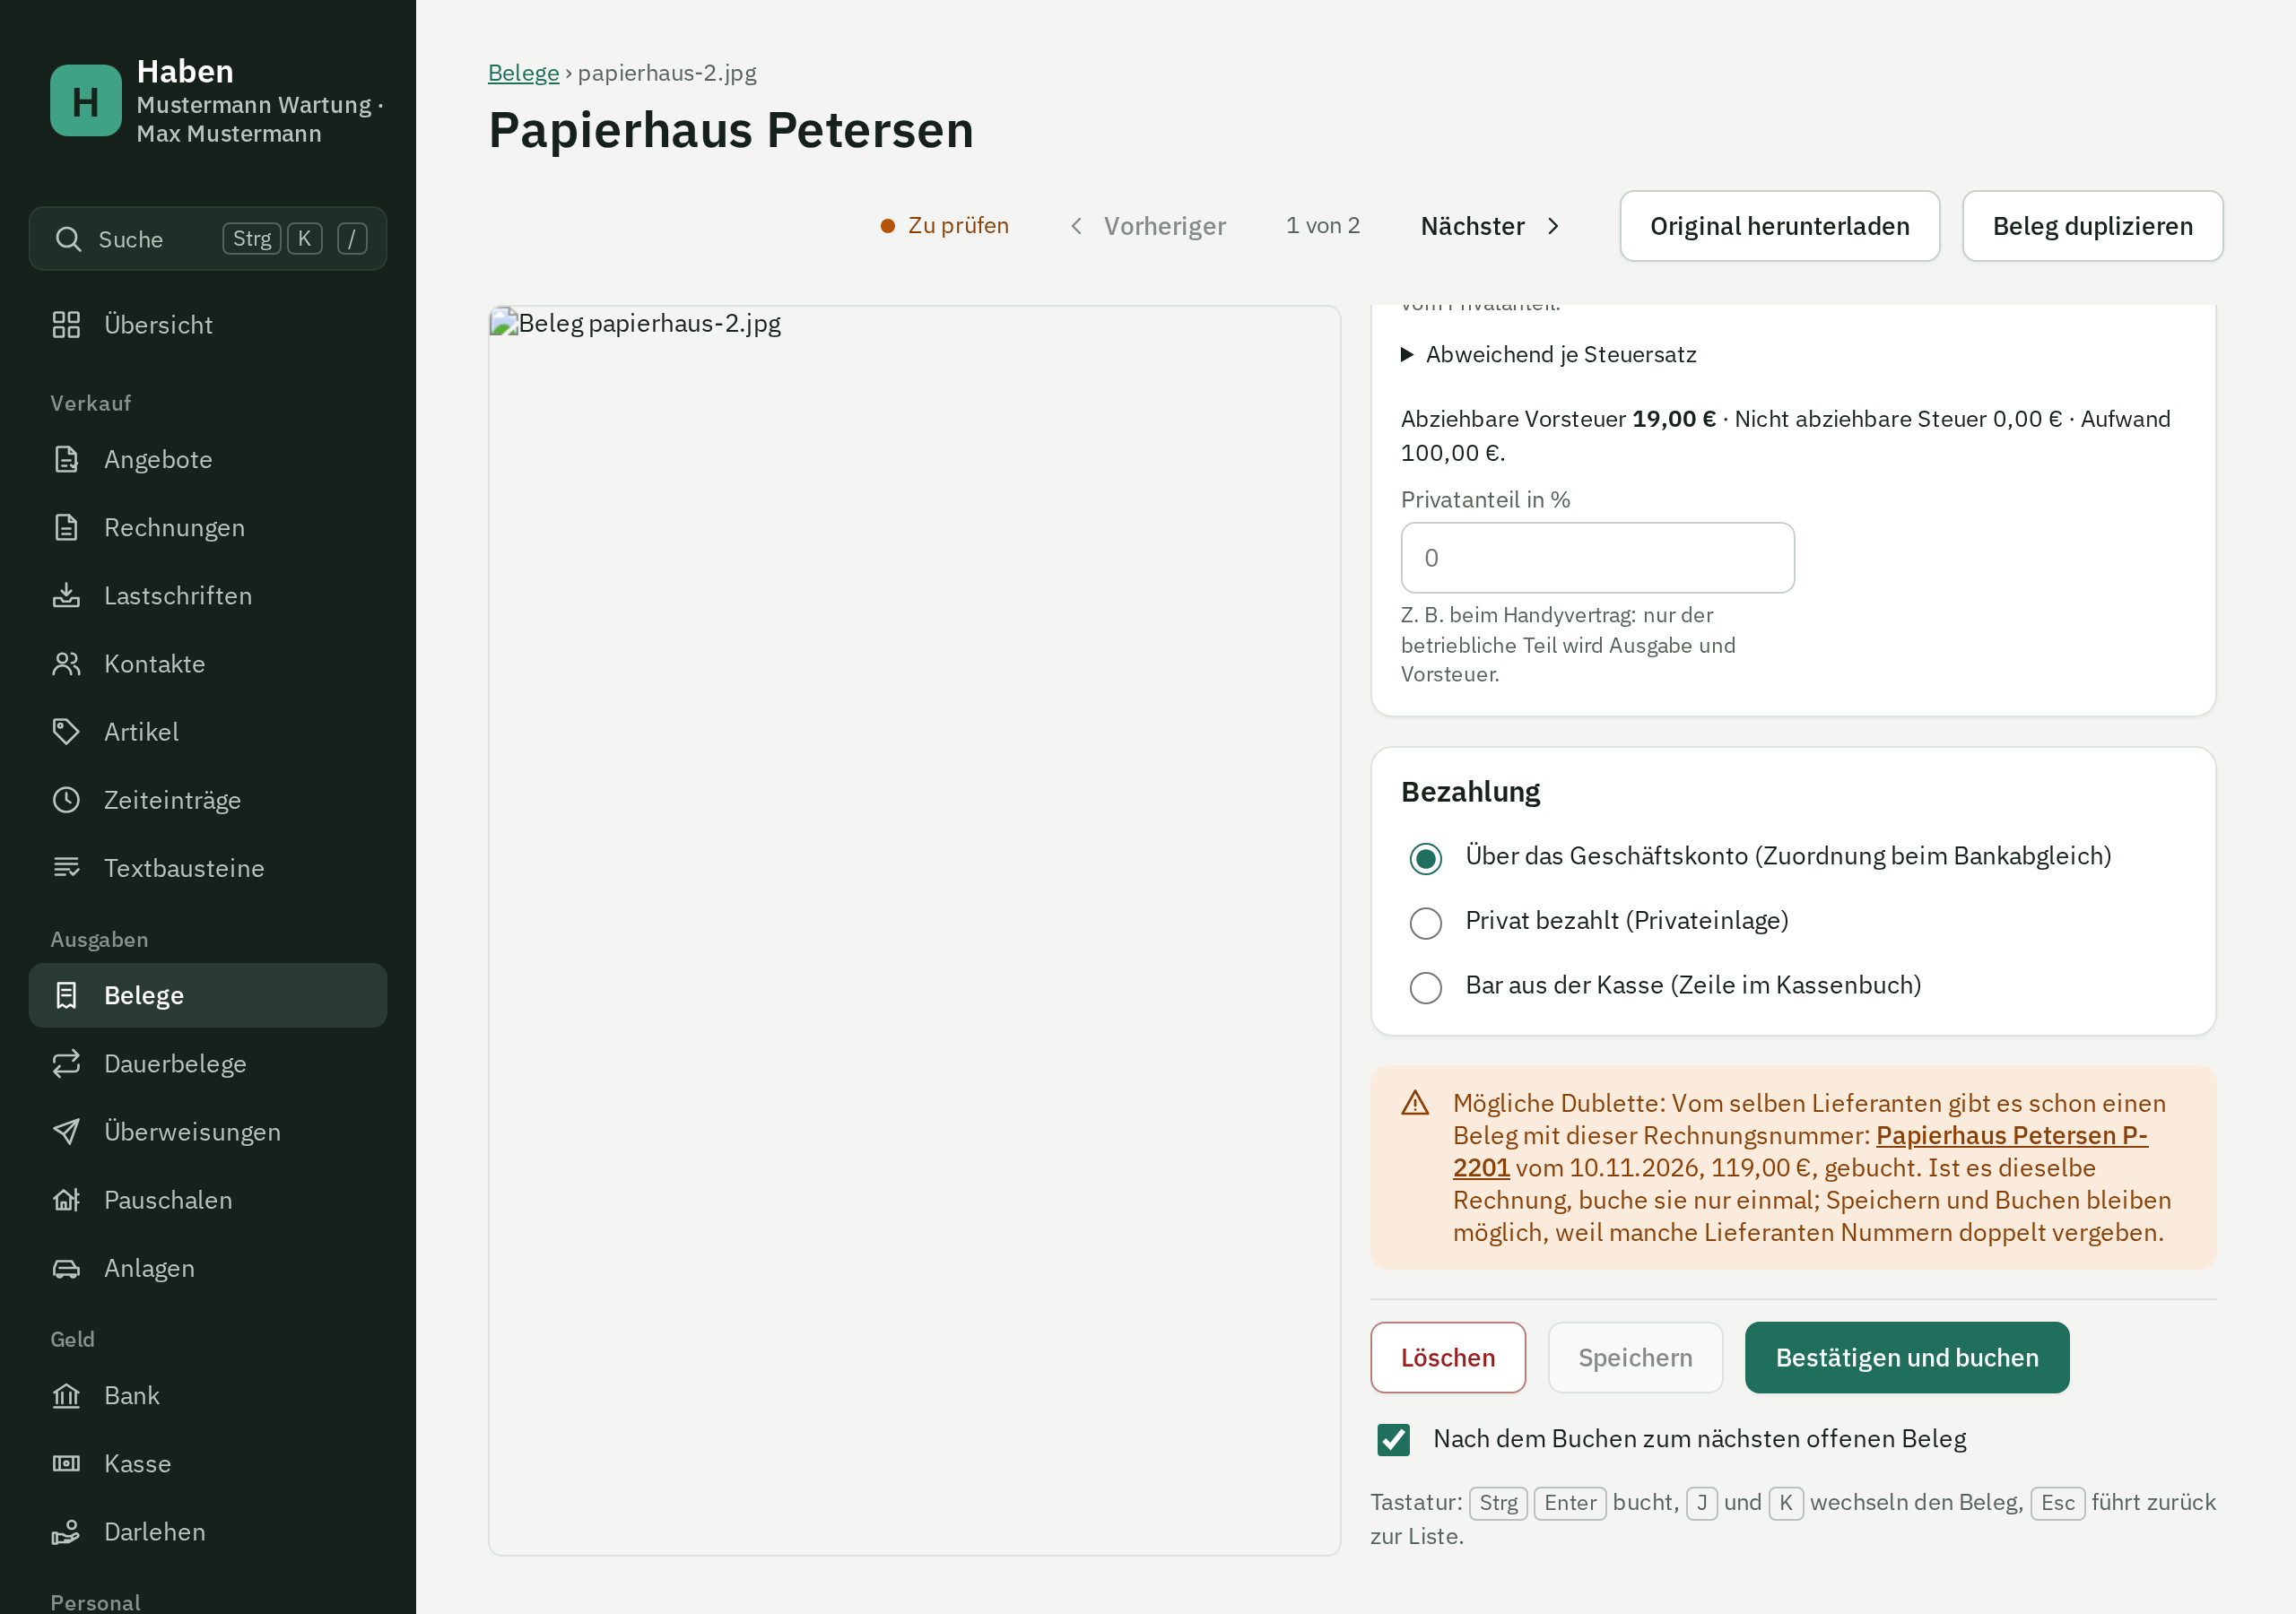 Haben
Mustermann Wartung ·
Max Mustermann
Suche Strg K /
Übersicht
Verkauf
Angebote
Rechnungen
Lastschriften
Kontakte
Artikel
Zeiteinträge
Textbausteine
Ausgaben
Belege
Dauerbelege
Überweisungen
Pauschalen
Anlagen
Geld
Bank
Kasse
Darlehen
Personal
Belege › papierhaus-2.jpg
Papierhaus Petersen
Zu prüfen
Vorheriger
1 von 2
Nächster
Original herunterladen
Beleg duplizieren
Beleg papierhaus-2.jpg
vom Privatanteil.
Abweichend je Steuersatz
Abziehbare Vorsteuer 19,00 € · Nicht abziehbare Steuer 0,00 € · Aufwand
100,00 €.
Privatanteil in %
0
Z. B. beim Handyvertrag: nur der
betriebliche Teil wird Ausgabe und
Vorsteuer.
Bezahlung
Über das Geschäftskonto (Zuordnung beim Bankabgleich)
Privat bezahlt (Privateinlage)
Bar aus der Kasse (Zeile im Kassenbuch)
Mögliche Dublette: Vom selben Lieferanten gibt es schon einen
Beleg mit dieser Rechnungsnummer: Papierhaus Petersen P-
2201 vom 10.11.2026, 119,00 €, gebucht. Ist es dieselbe
Rechnung, buche sie nur einmal; Speichern und Buchen bleiben
möglich, weil manche Lieferanten Nummern doppelt vergeben.
Löschen
Speichern
Bestätigen und buchen
Nach dem Buchen zum nächsten offenen Beleg
Tastatur: Strg Enter bucht, J und K wechseln den Beleg, Esc führt zurück
zur Liste.
H